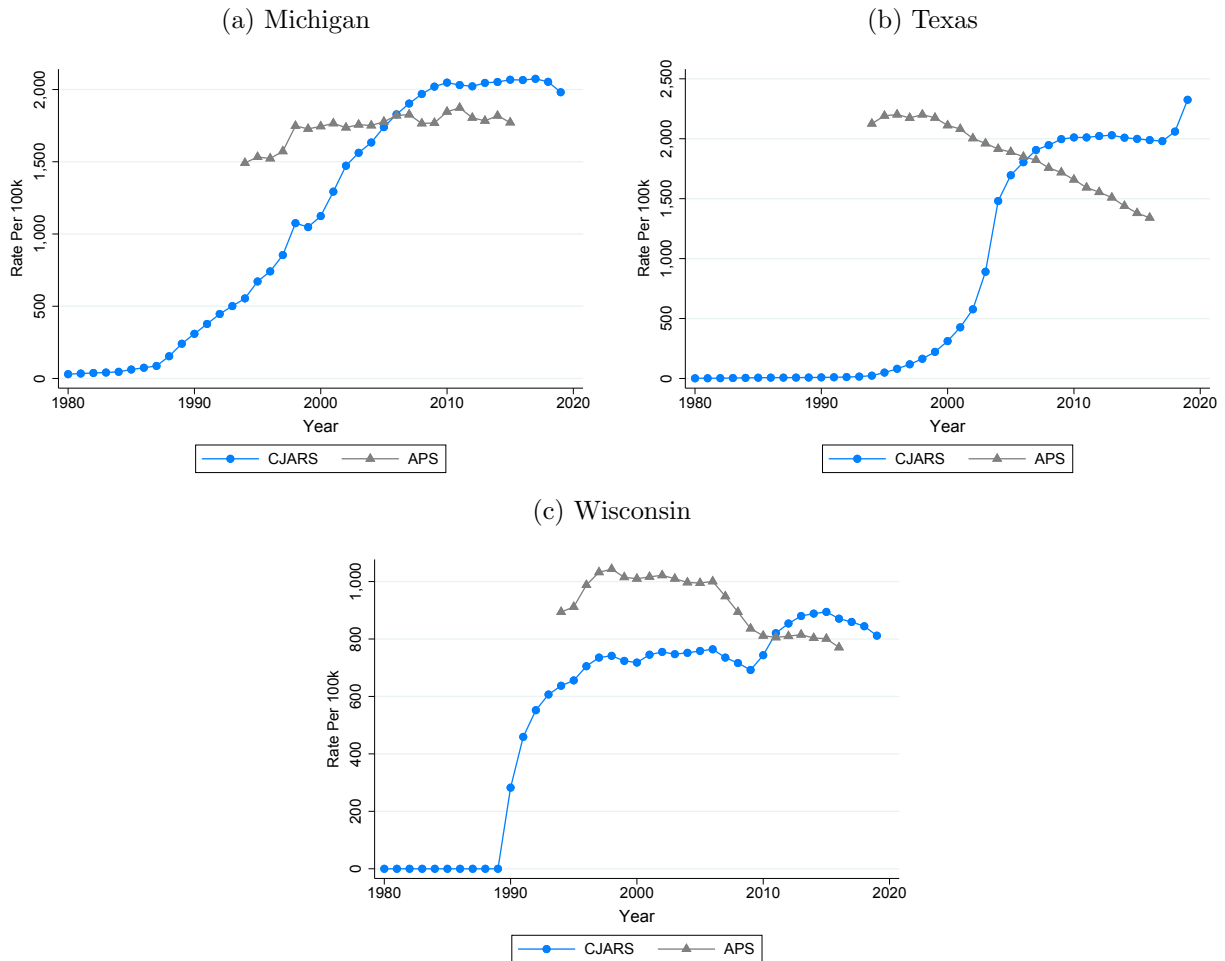 (a) Michigan
Rate Per 100k
2,000
1,500
1,000
500
0
1980 1990 2000 2010 2020
Year
CJARS APS
(b) Texas
Rate Per 100k
2,500
2,000
1,500
1,000
500
0
1980 1990 2000 2010 2020
Year
CJARS APS
(c) Wisconsin
Rate Per 100k
1,000
800
600
400
200
0
1980 1990 2000 2010 2020
Year
CJARS APS